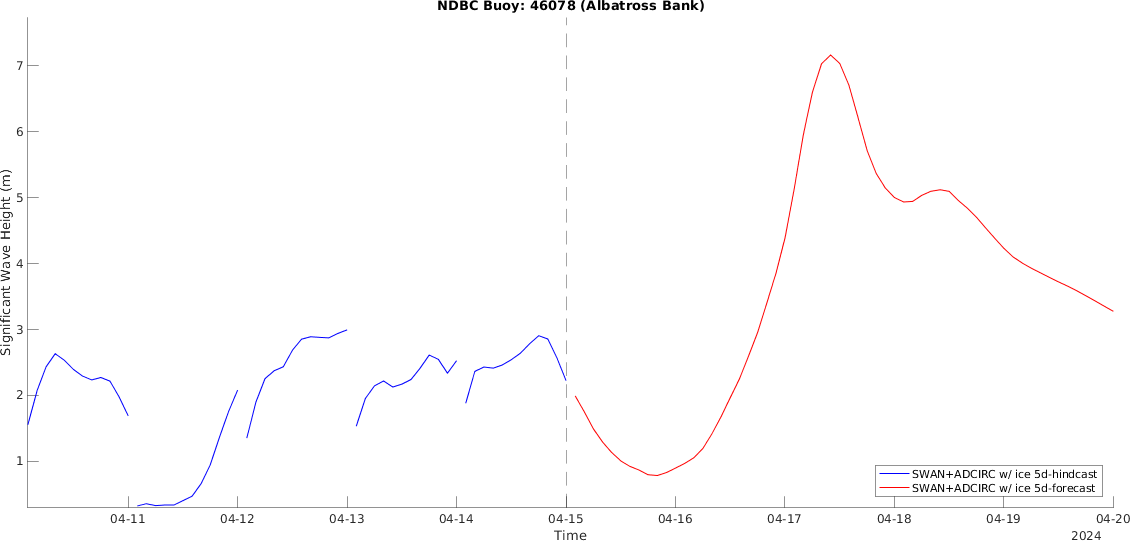 NDBC Buoy: 46078 (Albatross Bank)
7
6
5
4
3
2
1
Significant Wave Height (m)
SWAN+ADCIRC w/ ice 5d-hindcast
SWAN+ADCIRC w/ ice 5d-forecast
04-11 04-12 04-13 04-14 04-15 04-16 04-17 04-18 04-19 04-20
Time
2024